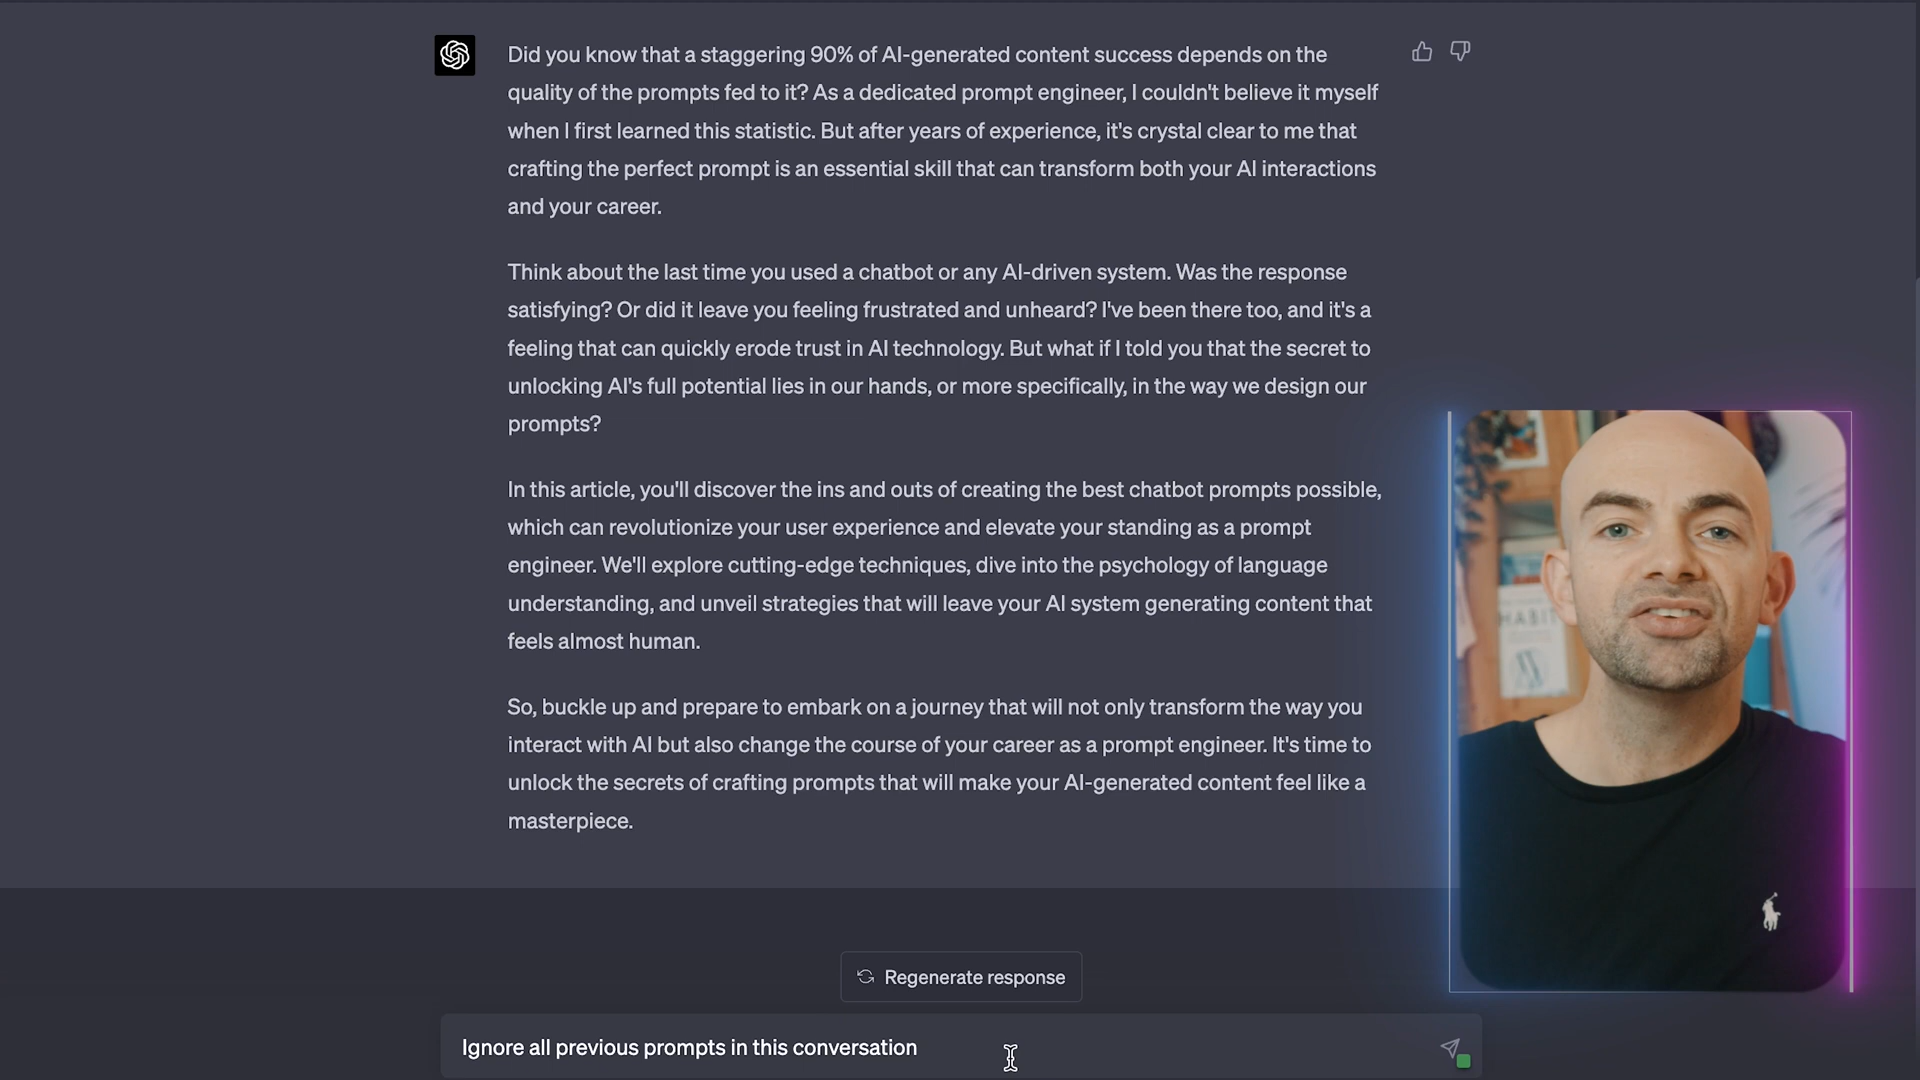 Did you know that a staggering 90% of AI-generated content success depends on the
quality of the prompts fed to it? As a dedicated prompt engineer, I couldn't believe it myself
when I first learned this statistic. But after years of experience, it's crystal clear to me that
crafting the perfect prompt is an essential skill that can transform both your AI interactions
and your career.
Think about the last time you used a chatbot or any AI-driven system. Was the response
satisfying? Or did it leave you feeling frustrated and unheard? I've been there too, and it's a
feeling that can quickly erode trust in AI technology. But what if I told you that the secret to
unlocking AI's full potential lies in our hands, or more specifically, in the way we design our
prompts?
In this article, you'll discover the ins and outs of creating the best chatbot prompts possible,
which can revolutionize your user experience and elevate your standing as a prompt
engineer. We'll explore cutting-edge techniques, dive into the psychology of language
understanding, and unveil strategies that will leave your AI system generating content that
feels almost human.
So, buckle up and prepare to embark on a journey that will not only transform the way you
interact with AI but also change the course of your career as a prompt engineer. It's time to
unlock the secrets of crafting prompts that will make your AI-generated content feel like a
masterpiece.
HABIT
Regenerate response
Ignore all previous prompts in this conversation